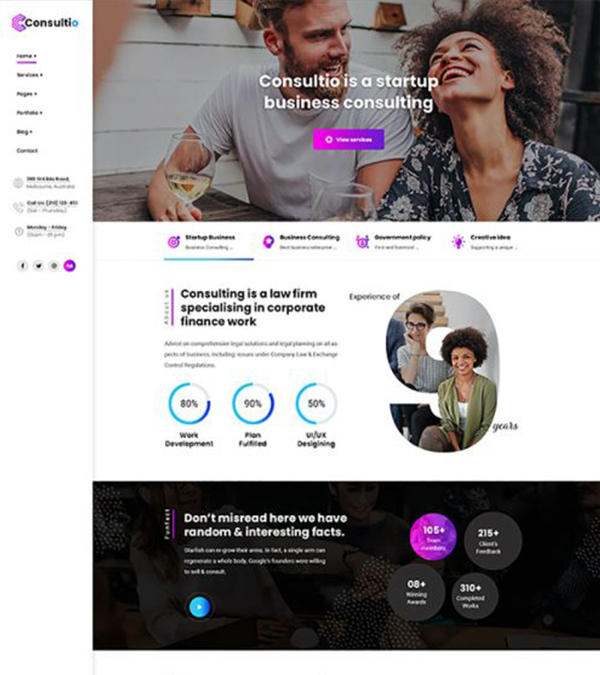 Consultio
Home
Services
Pages
Portfolio
Blog
Contact
380 St Kilda Road,
Melbourne, Australia
Call Us: (210) 123-451
(Sat - Thursday)
Monday - Friday
(10am - 05 pm)
Consultio is a startup
business consulting
View services
Startup Business
Business Consulting ...
Business Consulting
Best business enterprise ...
Government policy
First and foremost ...
Creative idea
Supporting a unique ...
About us
Consulting is a law firm
specialising in corporate
finance work
Advice on comprehensive legal solutions and legal planning on all as-
pects of business, including: issues under Company Law & Exchange
Control Regulations.
80%
90%
50%
Work
Development
Plan
Fulfilled
UI/UX
Desigining
Experience of
9
years
Funfact
Don't misread here we have
random & interesting facts.
Starfish can re-grow their arms. In fact, a single arm can
regenerate a whole body. Google's founders were willing
to sell & consult.
105+
Team
members
215+
Client's
Feedback
08+
Winning
Awards
310+
Completed
Works